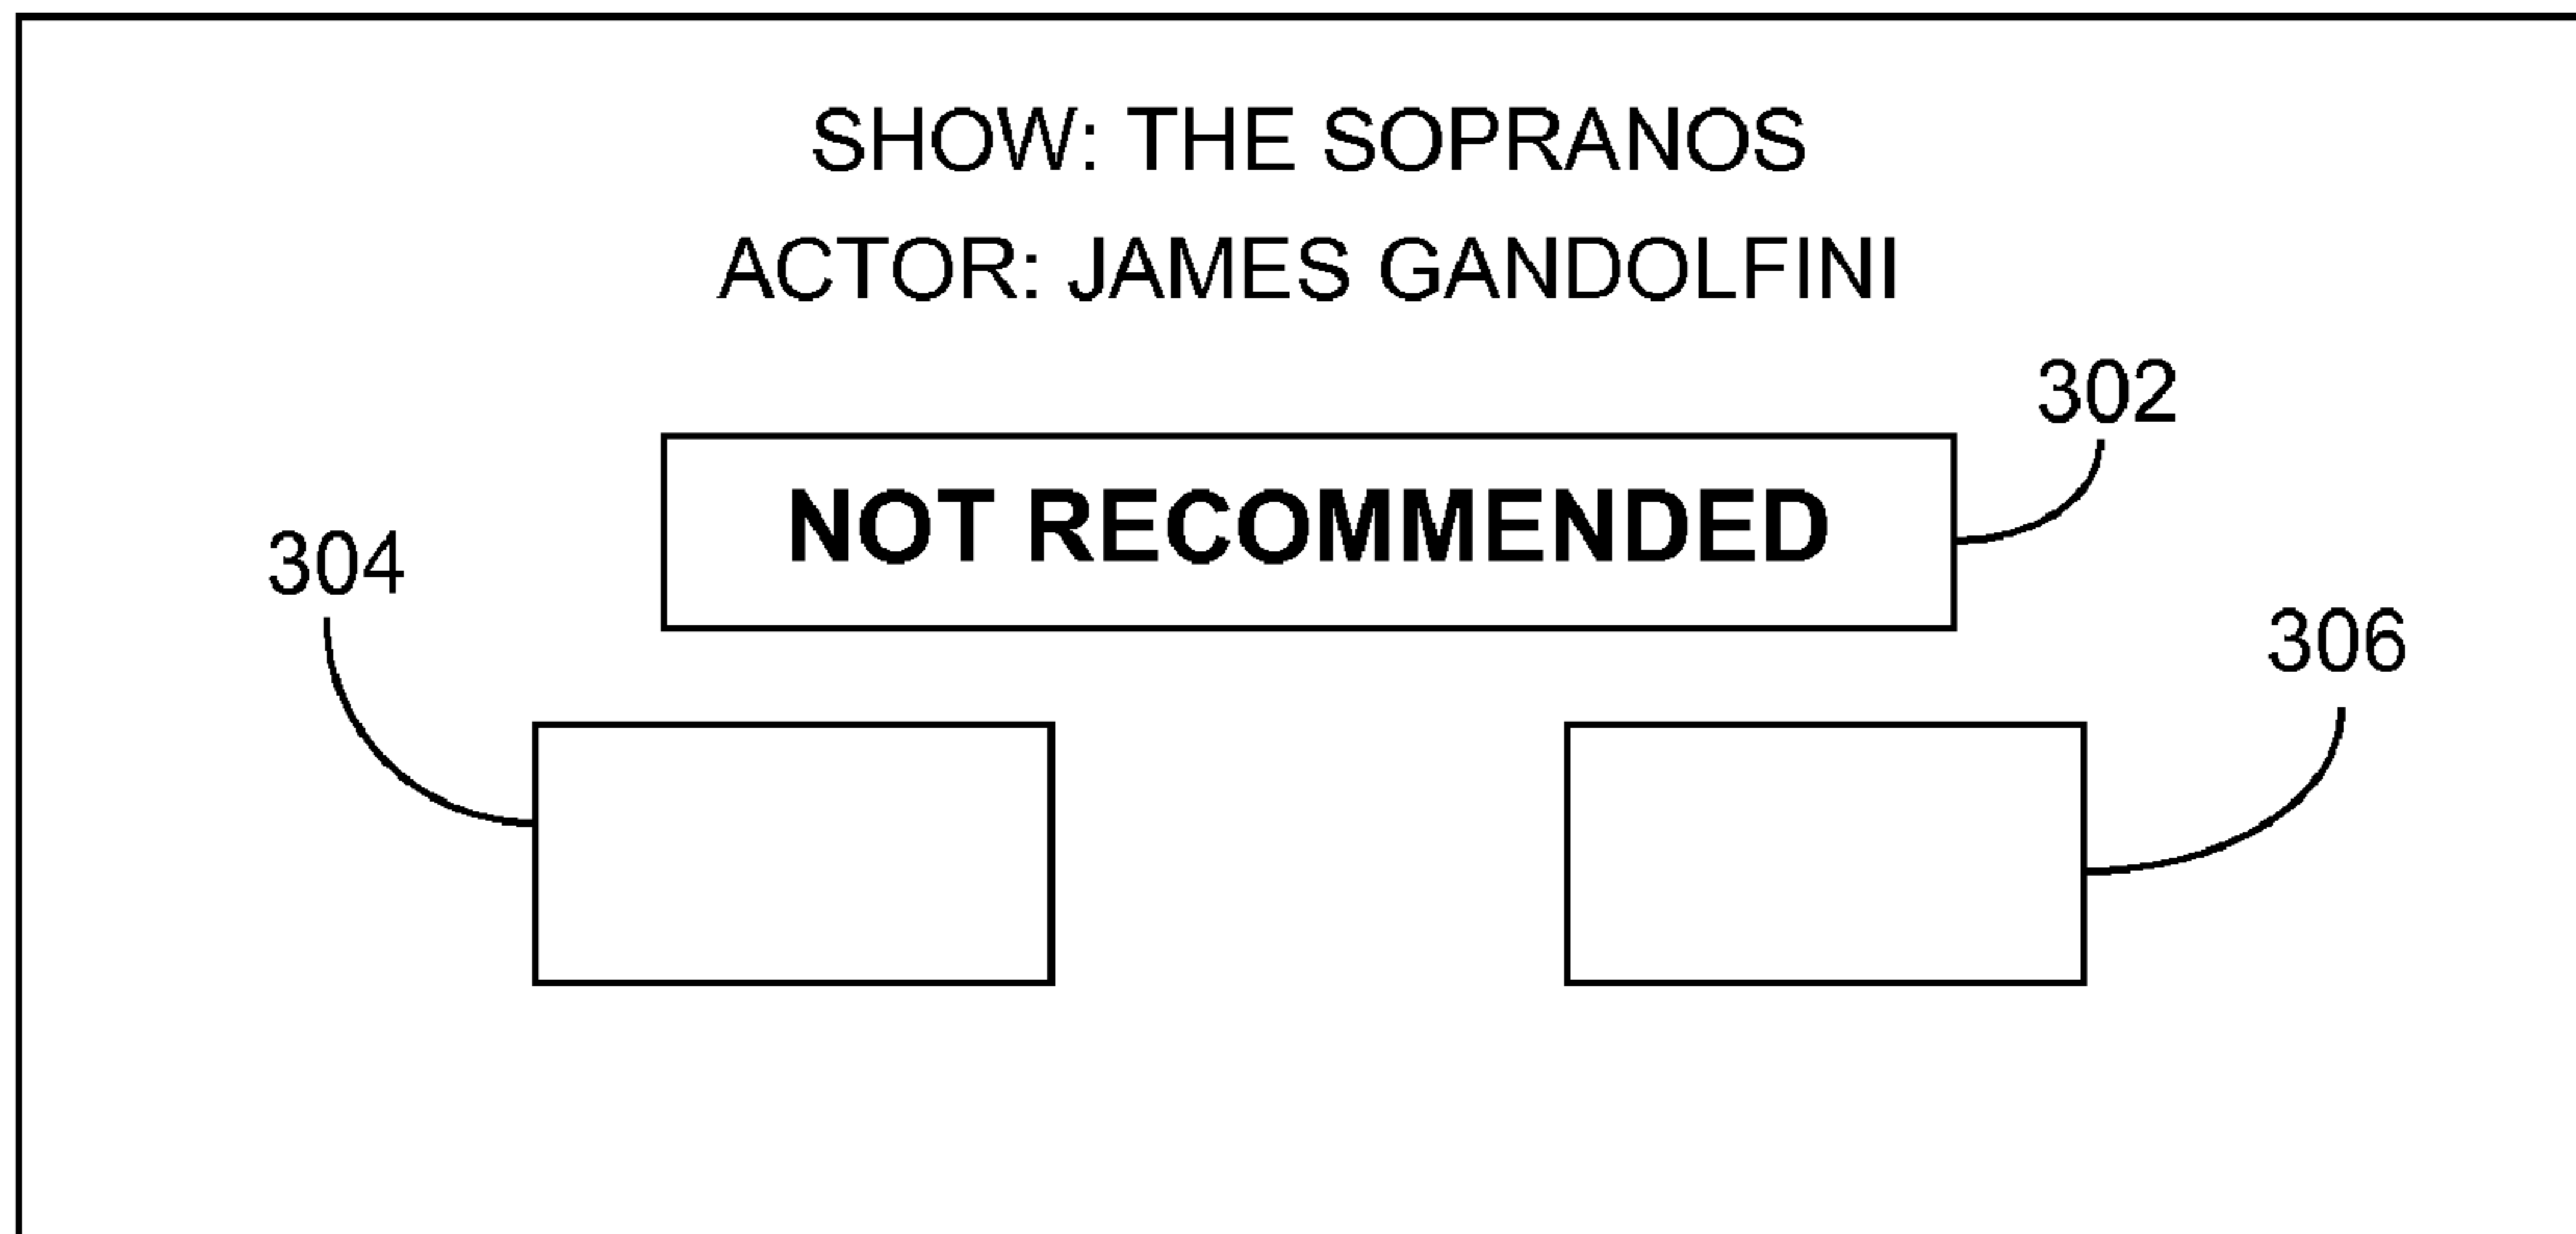 SHOW: THE SOPRANOS
ACTOR: JAMES GANDOLFINI
302
NOT RECOMMENDED
304
306